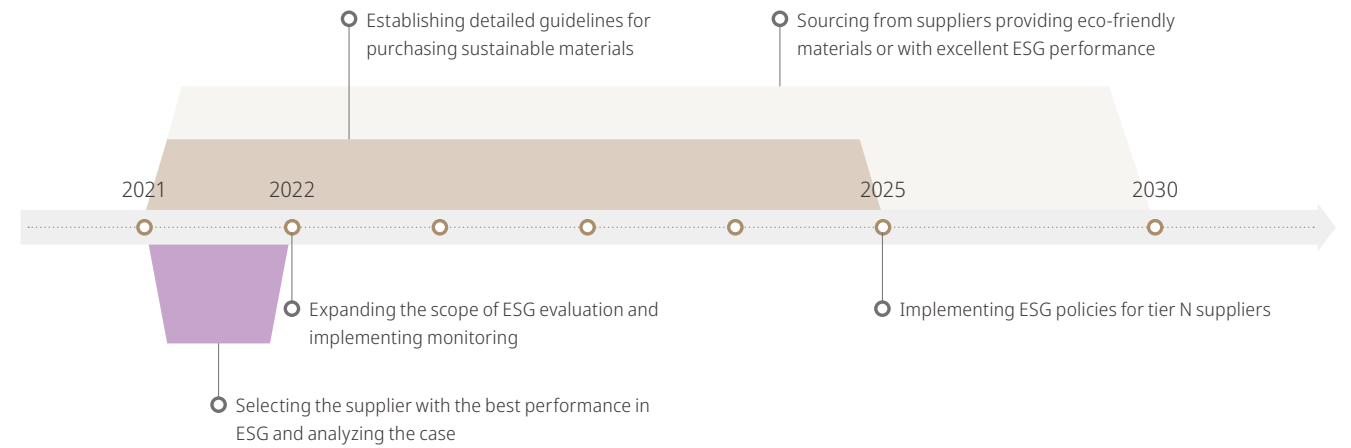 Establishing detailed guidelines for
purchasing sustainable materials
Sourcing from suppliers providing eco-friendly
materials or with excellent ESG performance
2021
2022
2025
2030
Expanding the scope of ESG evaluation and
implementing monitoring
Implementing ESG policies for tier N suppliers
Selecting the supplier with the best performance in
ESG and analyzing the case